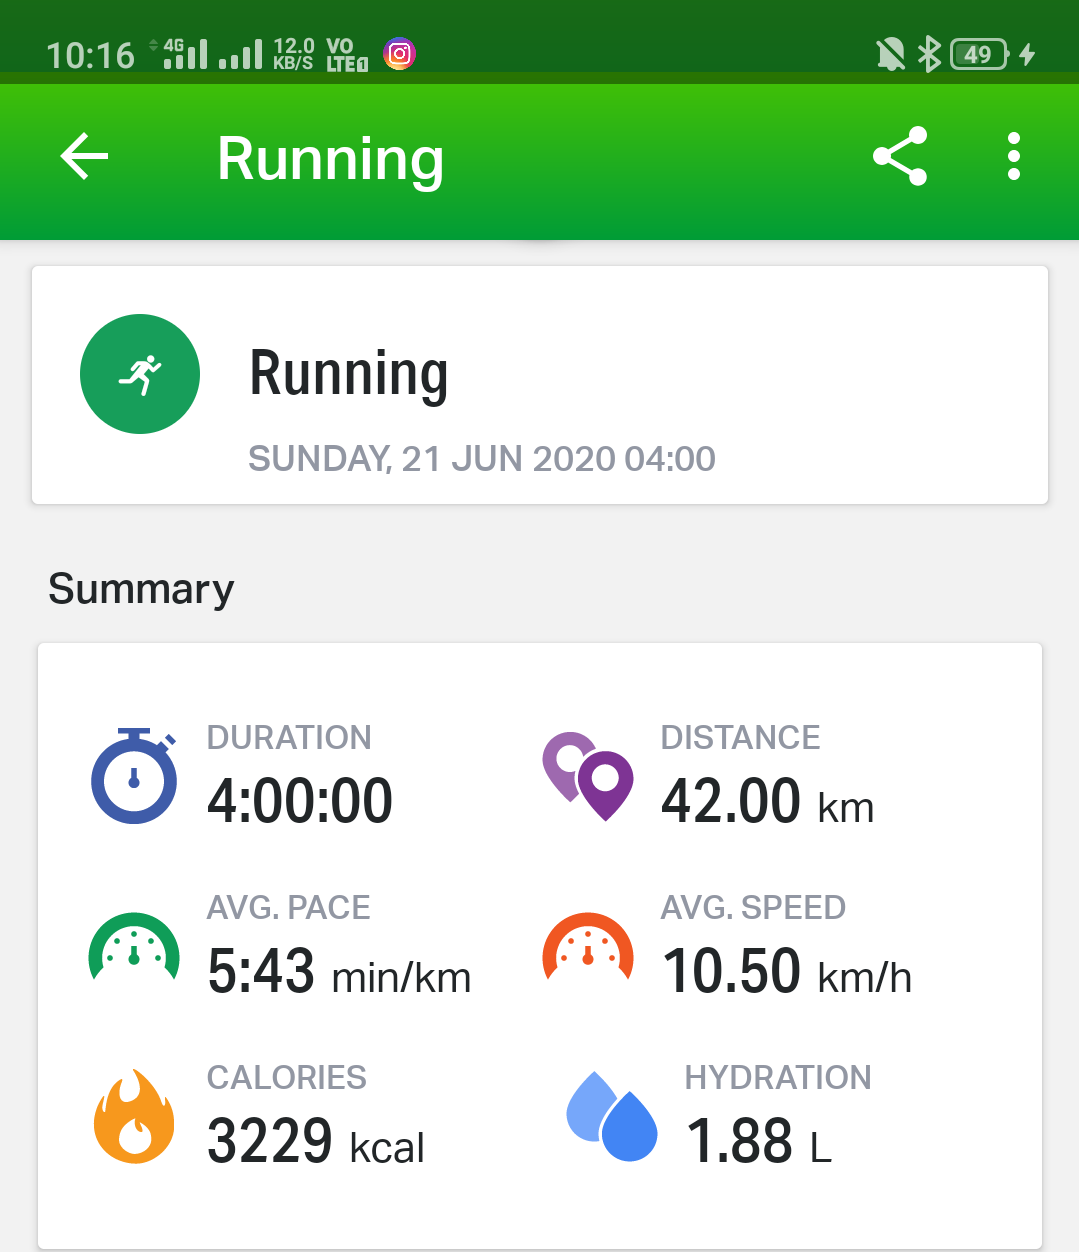 10:16 4G 12.0 KB/S VO LTE1 49
Running
Running
SUNDAY, 21 JUN 2020 04:00
Summary
DURATION DISTANCE
4:00:00 42.00 km
AVG. PACE AVG. SPEED
5:43 min/km 10.50 km/h
CALORIES HYDRATION
3229 kcal 1.88 L